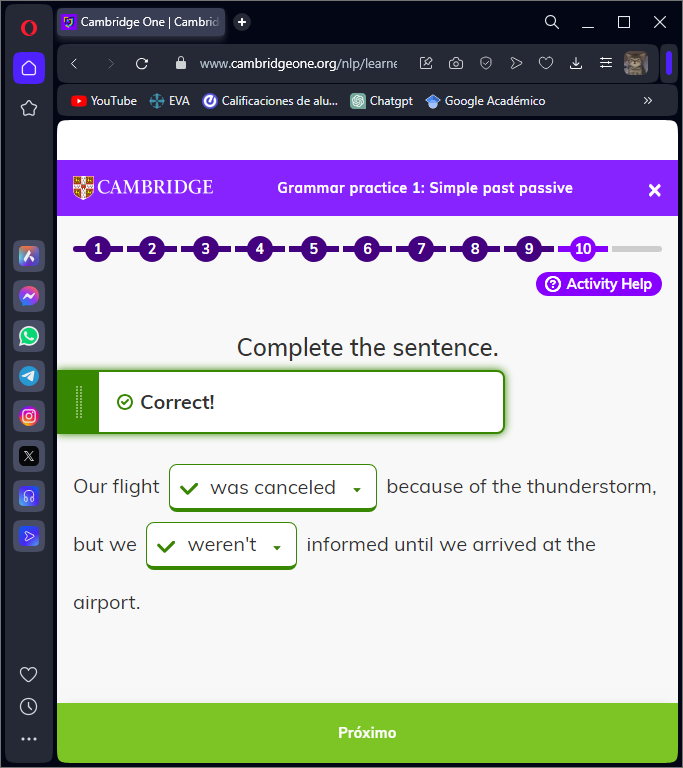 Cambridge One | Cambrid
www.cambridgeone.org/nlp/learne
YouTube EVA Calificaciones de alu... Chatgpt Google Académico »
CAMBRIDGE Grammar practice 1: Simple past passive
1 2 3 4 5 6 7 8 9 10
Activity Help
Complete the sentence.
Correct!
Our flight was canceled because of the thunderstorm,
but we weren't informed until we arrived at the
airport.
Próximo